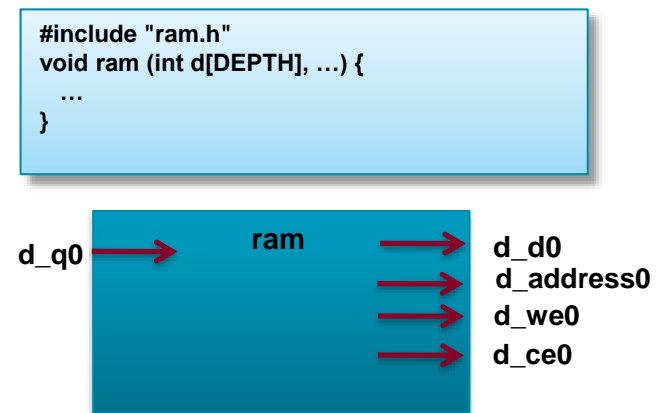 #include "ram.h"
void ram (int d[DEPTH], …) {
…
}
d_q0
ram
d_d0
d_address0
d_we0
d_ce0